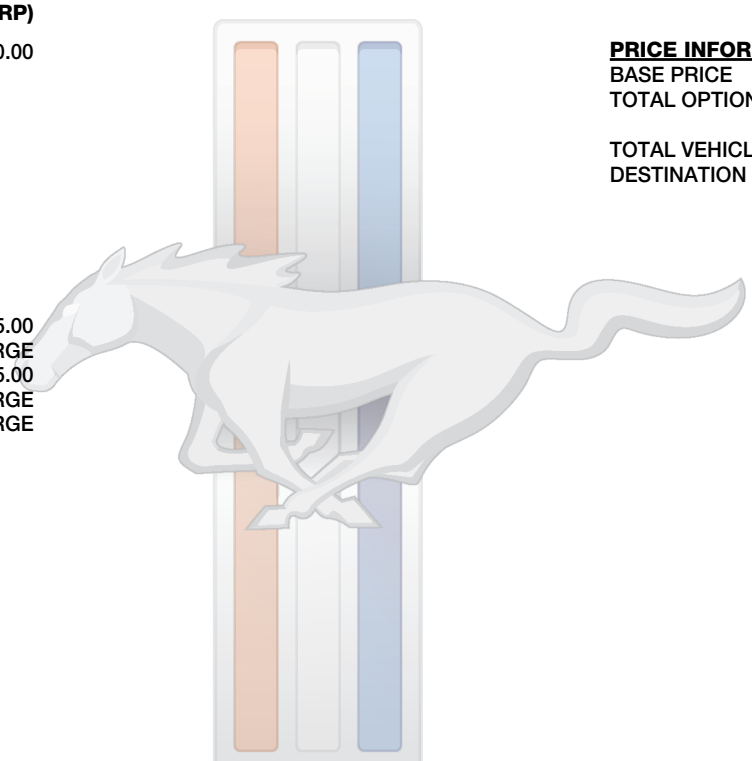 RP)
0.00
5.00
RGE
5.00
RGE
RGE
PRICE INFOR
BASE PRICE
TOTAL OPTION
TOTAL VEHICL
DESTINATION